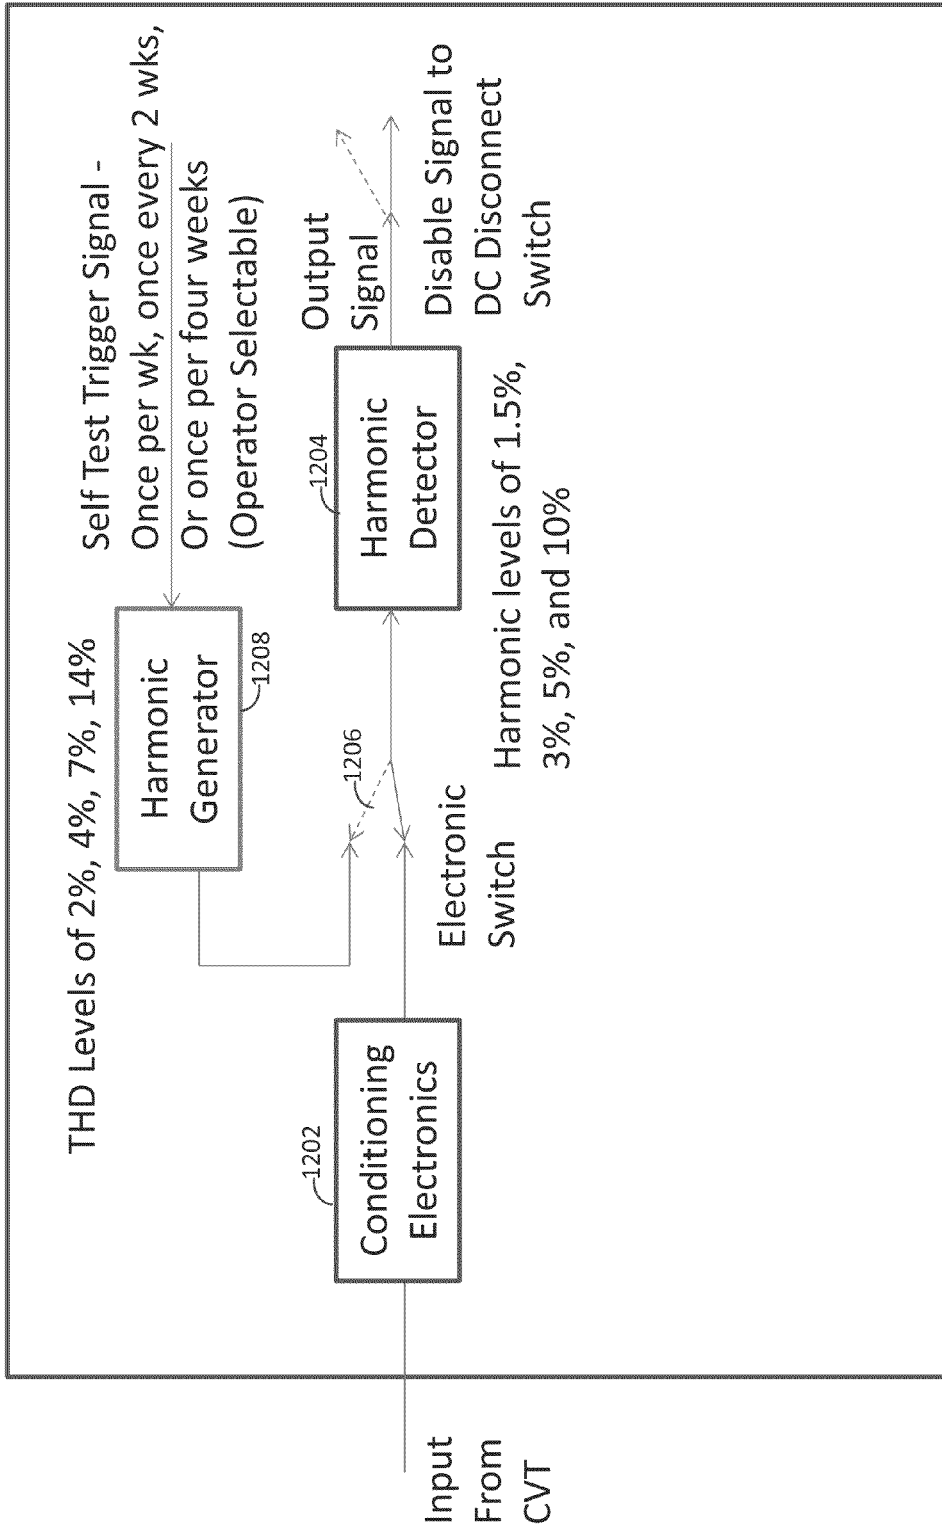 THD Levels of 2%, 4%, 7%, 14%
Self Test Trigger Signal -
Once per wk, once every 2 wks,
Or once per four weeks
(Operator Selectable)
Harmonic
Generator
1208
1202
Conditioning
Electronics
1206
1204
Harmonic
Detector
Output
Signal
Input
From
CVT
Electronic
Switch
Harmonic levels of 1.5%,
3%, 5%, and 10%
Disable Signal to
DC Disconnect
Switch